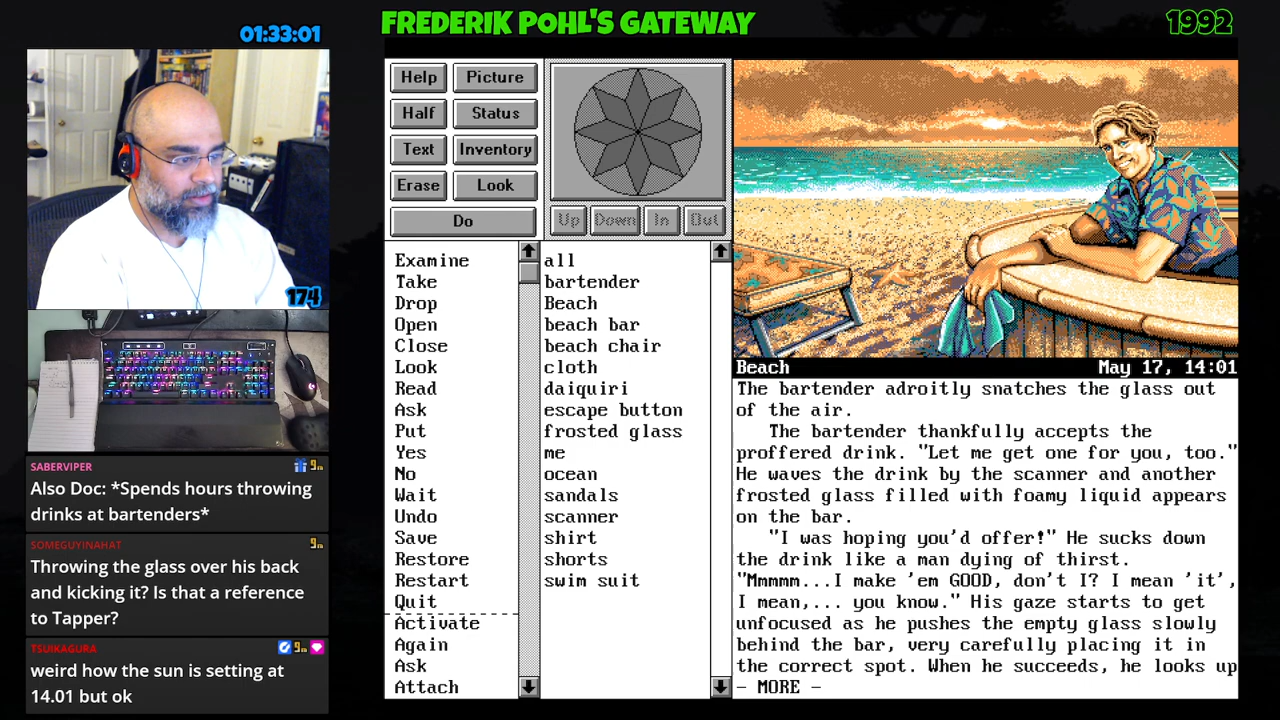 01:33:01
FREDERIK POHL'S GATEWAY
1992
Help
Picture
Half
Status
Text
Inventory
Erase
Look
Do
Up
Down
In
Out
174
Examine
Take
Drop
Open
Close
Look
Read
Ask
Put
Yes
No
Wait
Undo
Save
Restore
Restart
Quit
Activate
Again
Ask
Attach
all
bartender
Beach
beach bar
beach chair
cloth
daiquiri
escape button
frosted glass
me
ocean
sandals
scanner
shirt
shorts
swim suit
Beach
May 17, 14:01
The bartender adroitly snatches the glass out
of the air.
The bartender thankfully accepts the
proffered drink. "Let me get one for you, too."
He waves the drink by the scanner and another
frosted glass filled with foamy liquid appears
on the bar.
"I was hoping you'd offer!" He sucks down
the drink like a man dying of thirst.
"Mmmmm...I make 'em GOOD, don't I? I mean 'it',
I mean,... you know." His gaze starts to get
unfocused as he pushes the empty glass slowly
behind the bar, very carefully placing it in
the correct spot. When he succeeds, he looks up
- MORE -
SABERVIPER
9m
Also Doc: *Spends hours throwing
drinks at bartenders*
SOMEGUYINAHAT
9m
Throwing the glass over his back
and kicking it? Is that a reference
to Tapper?
TSUIKAGURA
9m
weird how the sun is setting at
14.01 but ok